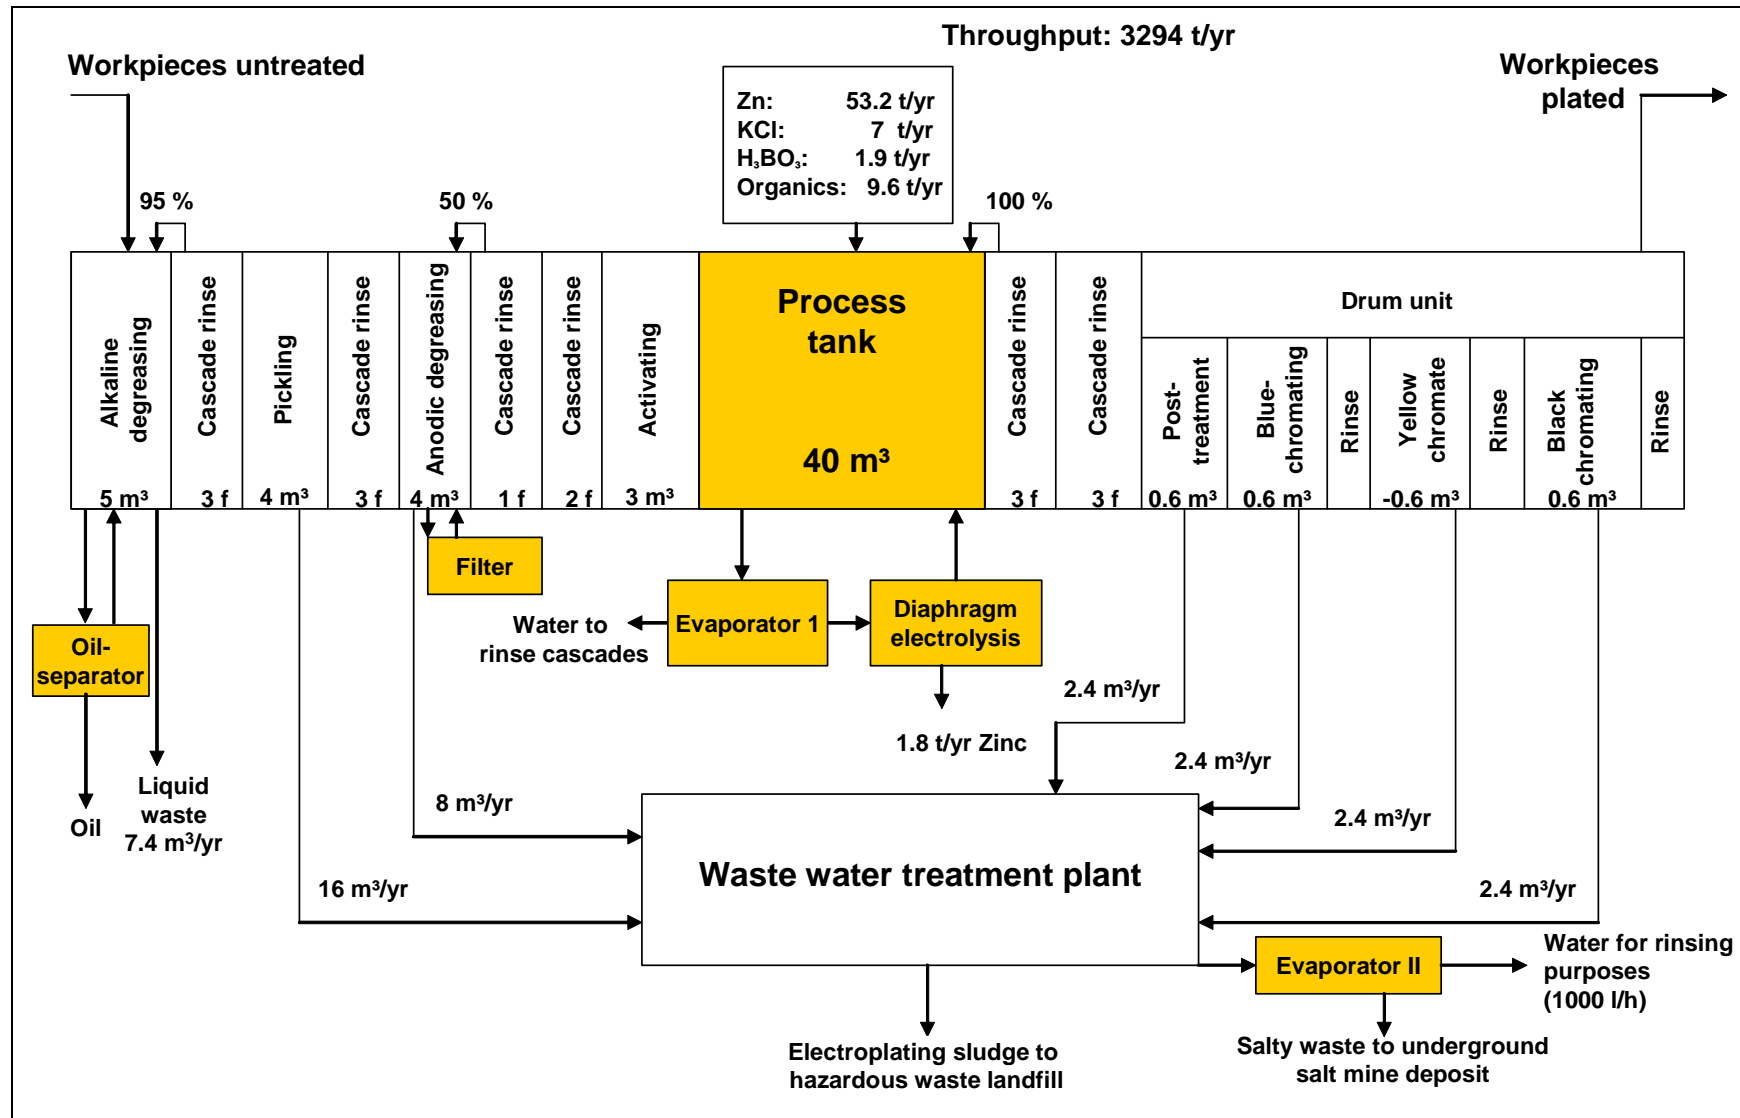 Throughput: 3294 t/yr
Workpieces untreated
Workpieces
plated
Zn: 53.2 t/yr
KCl: 7 t/yr
H₃BO₃: 1.9 t/yr
Organics: 9.6 t/yr
95 %
50 %
100 %
Alkaline
degreasing
5 m³
Cascade rinse
3 f
Pickling
4 m³
Cascade rinse
3 f
Anodic degreasing
4 m³
Cascade rinse
1 f
Cascade rinse
2 f
Activating
3 m³
Process
tank
40 m³
Cascade rinse
3 f
Cascade rinse
3 f
Drum unit
Post-
treatment
0.6 m³
Blue-
chromating
0.6 m³
Rinse
Yellow
chromate
-0.6 m³
Rinse
Black
chromating
0.6 m³
Rinse
Filter
Oil-
separator
Water to
rinse cascades
Evaporator 1
Diaphragm
electrolysis
1.8 t/yr Zinc
2.4 m³/yr
2.4 m³/yr
2.4 m³/yr
2.4 m³/yr
Oil
Liquid
waste
7.4 m³/yr
8 m³/yr
16 m³/yr
Waste water treatment plant
Evaporator II
Water for rinsing
purposes
(1000 l/h)
Electroplating sludge to
hazardous waste landfill
Salty waste to underground
salt mine deposit